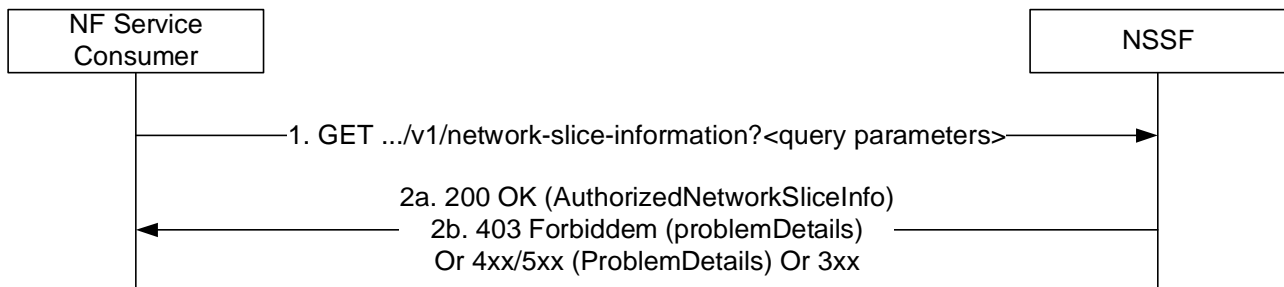 NF Service
Consumer
NSSF
1. GET .../v1/network-slice-information?<query parameters>
2a. 200 OK (AuthorizedNetworkSliceInfo)
2b. 403 Forbiddem (problemDetails)
Or 4xx/5xx (ProblemDetails) Or 3xx